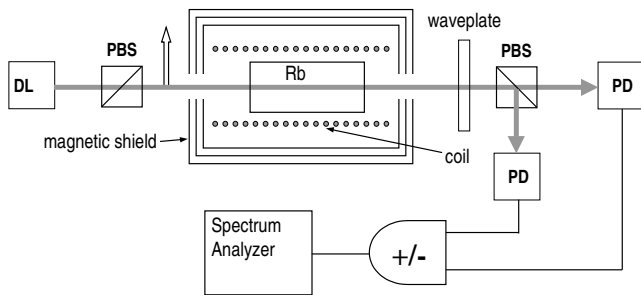 waveplate
PBS
PBS
DL
Rb
PD
magnetic shield
coil
PD
Spectrum
Analyzer
+/-